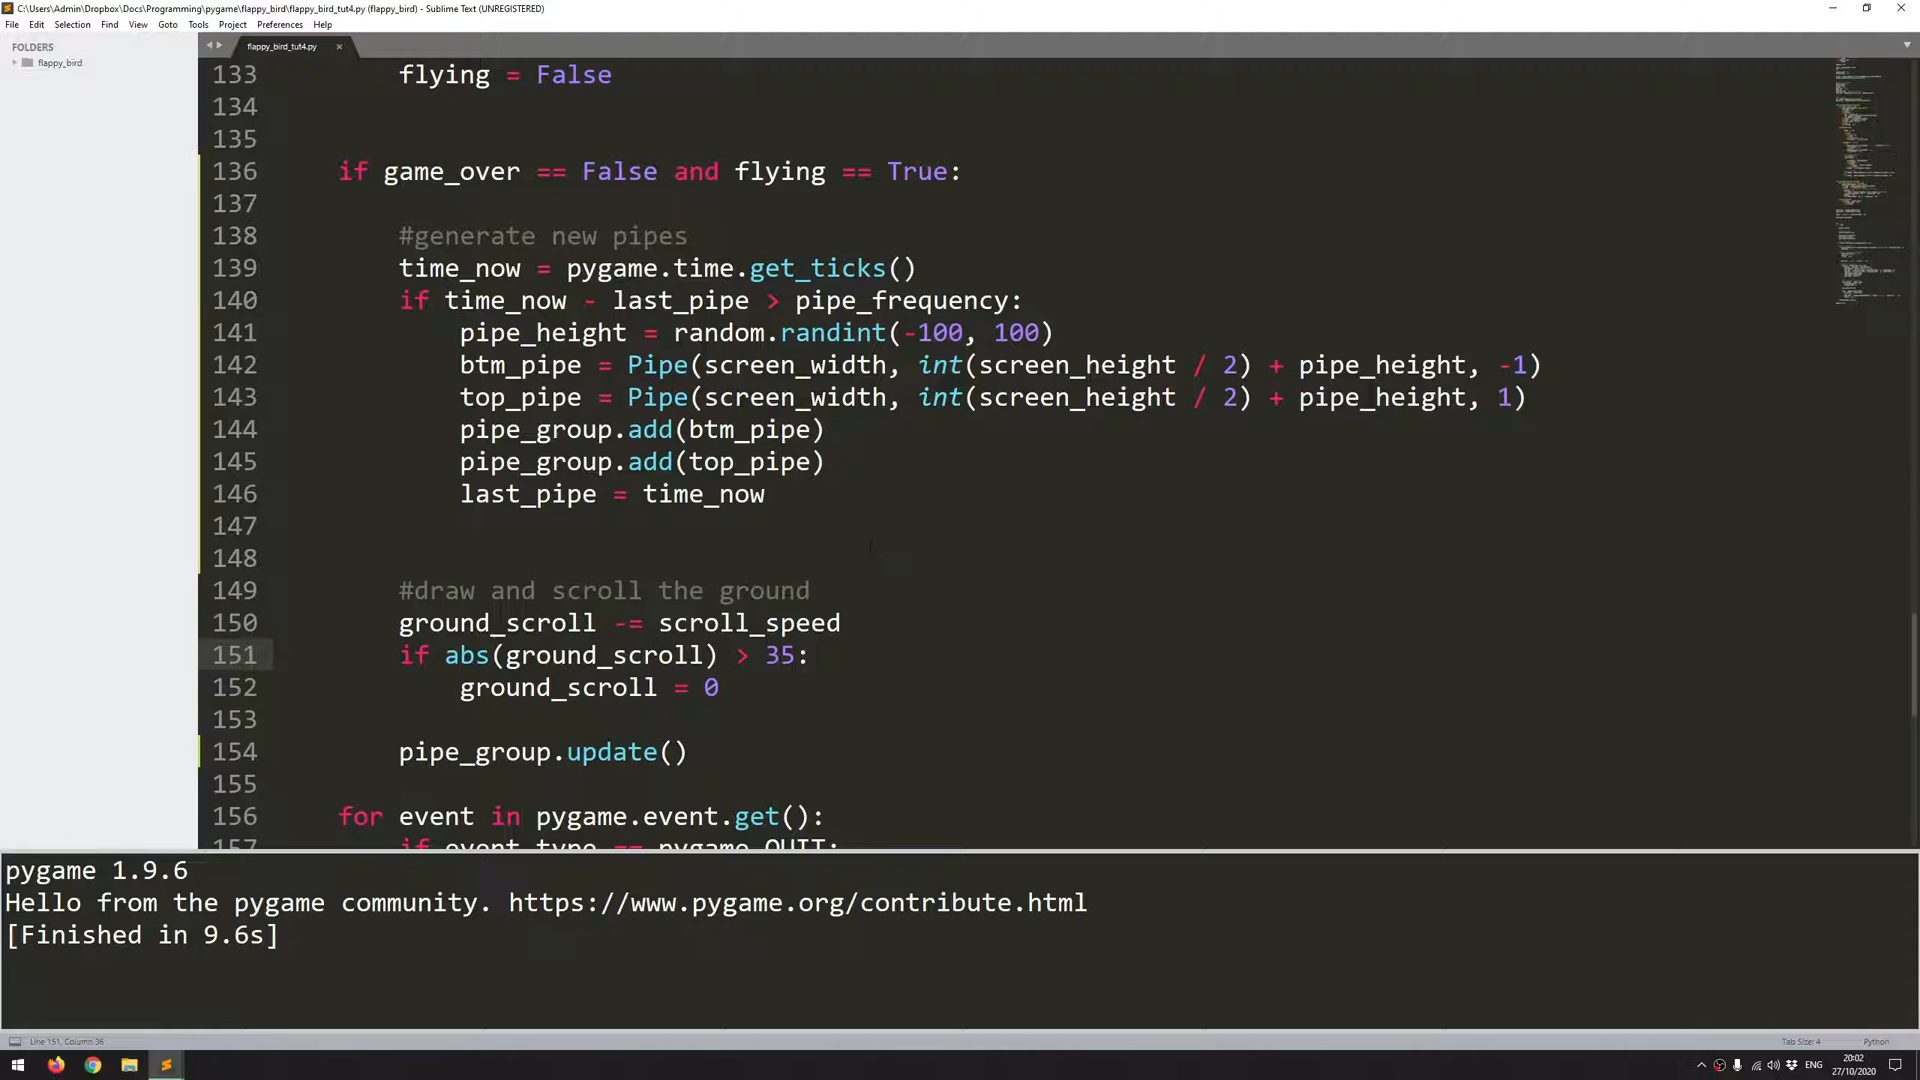 C:\Users\Admin\Dropbox\Docs\Programming\pygame\flappy_bird\flappy_bird_tut4.py (flappy_bird) - Sublime Text (UNREGISTERED)
File Edit Selection Find View Goto Tools Project Preferences Help
FOLDERS
flappy_bird
flappy_bird_tut4.py
133 flying = False
134
135
136 if game_over == False and flying == True:
137
138 #generate new pipes
139 time_now = pygame.time.get_ticks()
140 if time_now - last_pipe > pipe_frequency:
141 pipe_height = random.randint(-100, 100)
142 btm_pipe = Pipe(screen_width, int(screen_height / 2) + pipe_height, -1)
143 top_pipe = Pipe(screen_width, int(screen_height / 2) + pipe_height, 1)
144 pipe_group.add(btm_pipe)
145 pipe_group.add(top_pipe)
146 last_pipe = time_now
147
148
149 #draw and scroll the ground
150 ground_scroll -= scroll_speed
151 if abs(ground_scroll) > 35:
152 ground_scroll = 0
153
154 pipe_group.update()
155
156 for event in pygame.event.get():
157 if event.type == pygame.QUIT:
pygame 1.9.6
Hello from the pygame community. https://www.pygame.org/contribute.html
[Finished in 9.6s]
Line 151, Column 36
Tab Size: 4
Python
ENG
20:02
27/10/2020